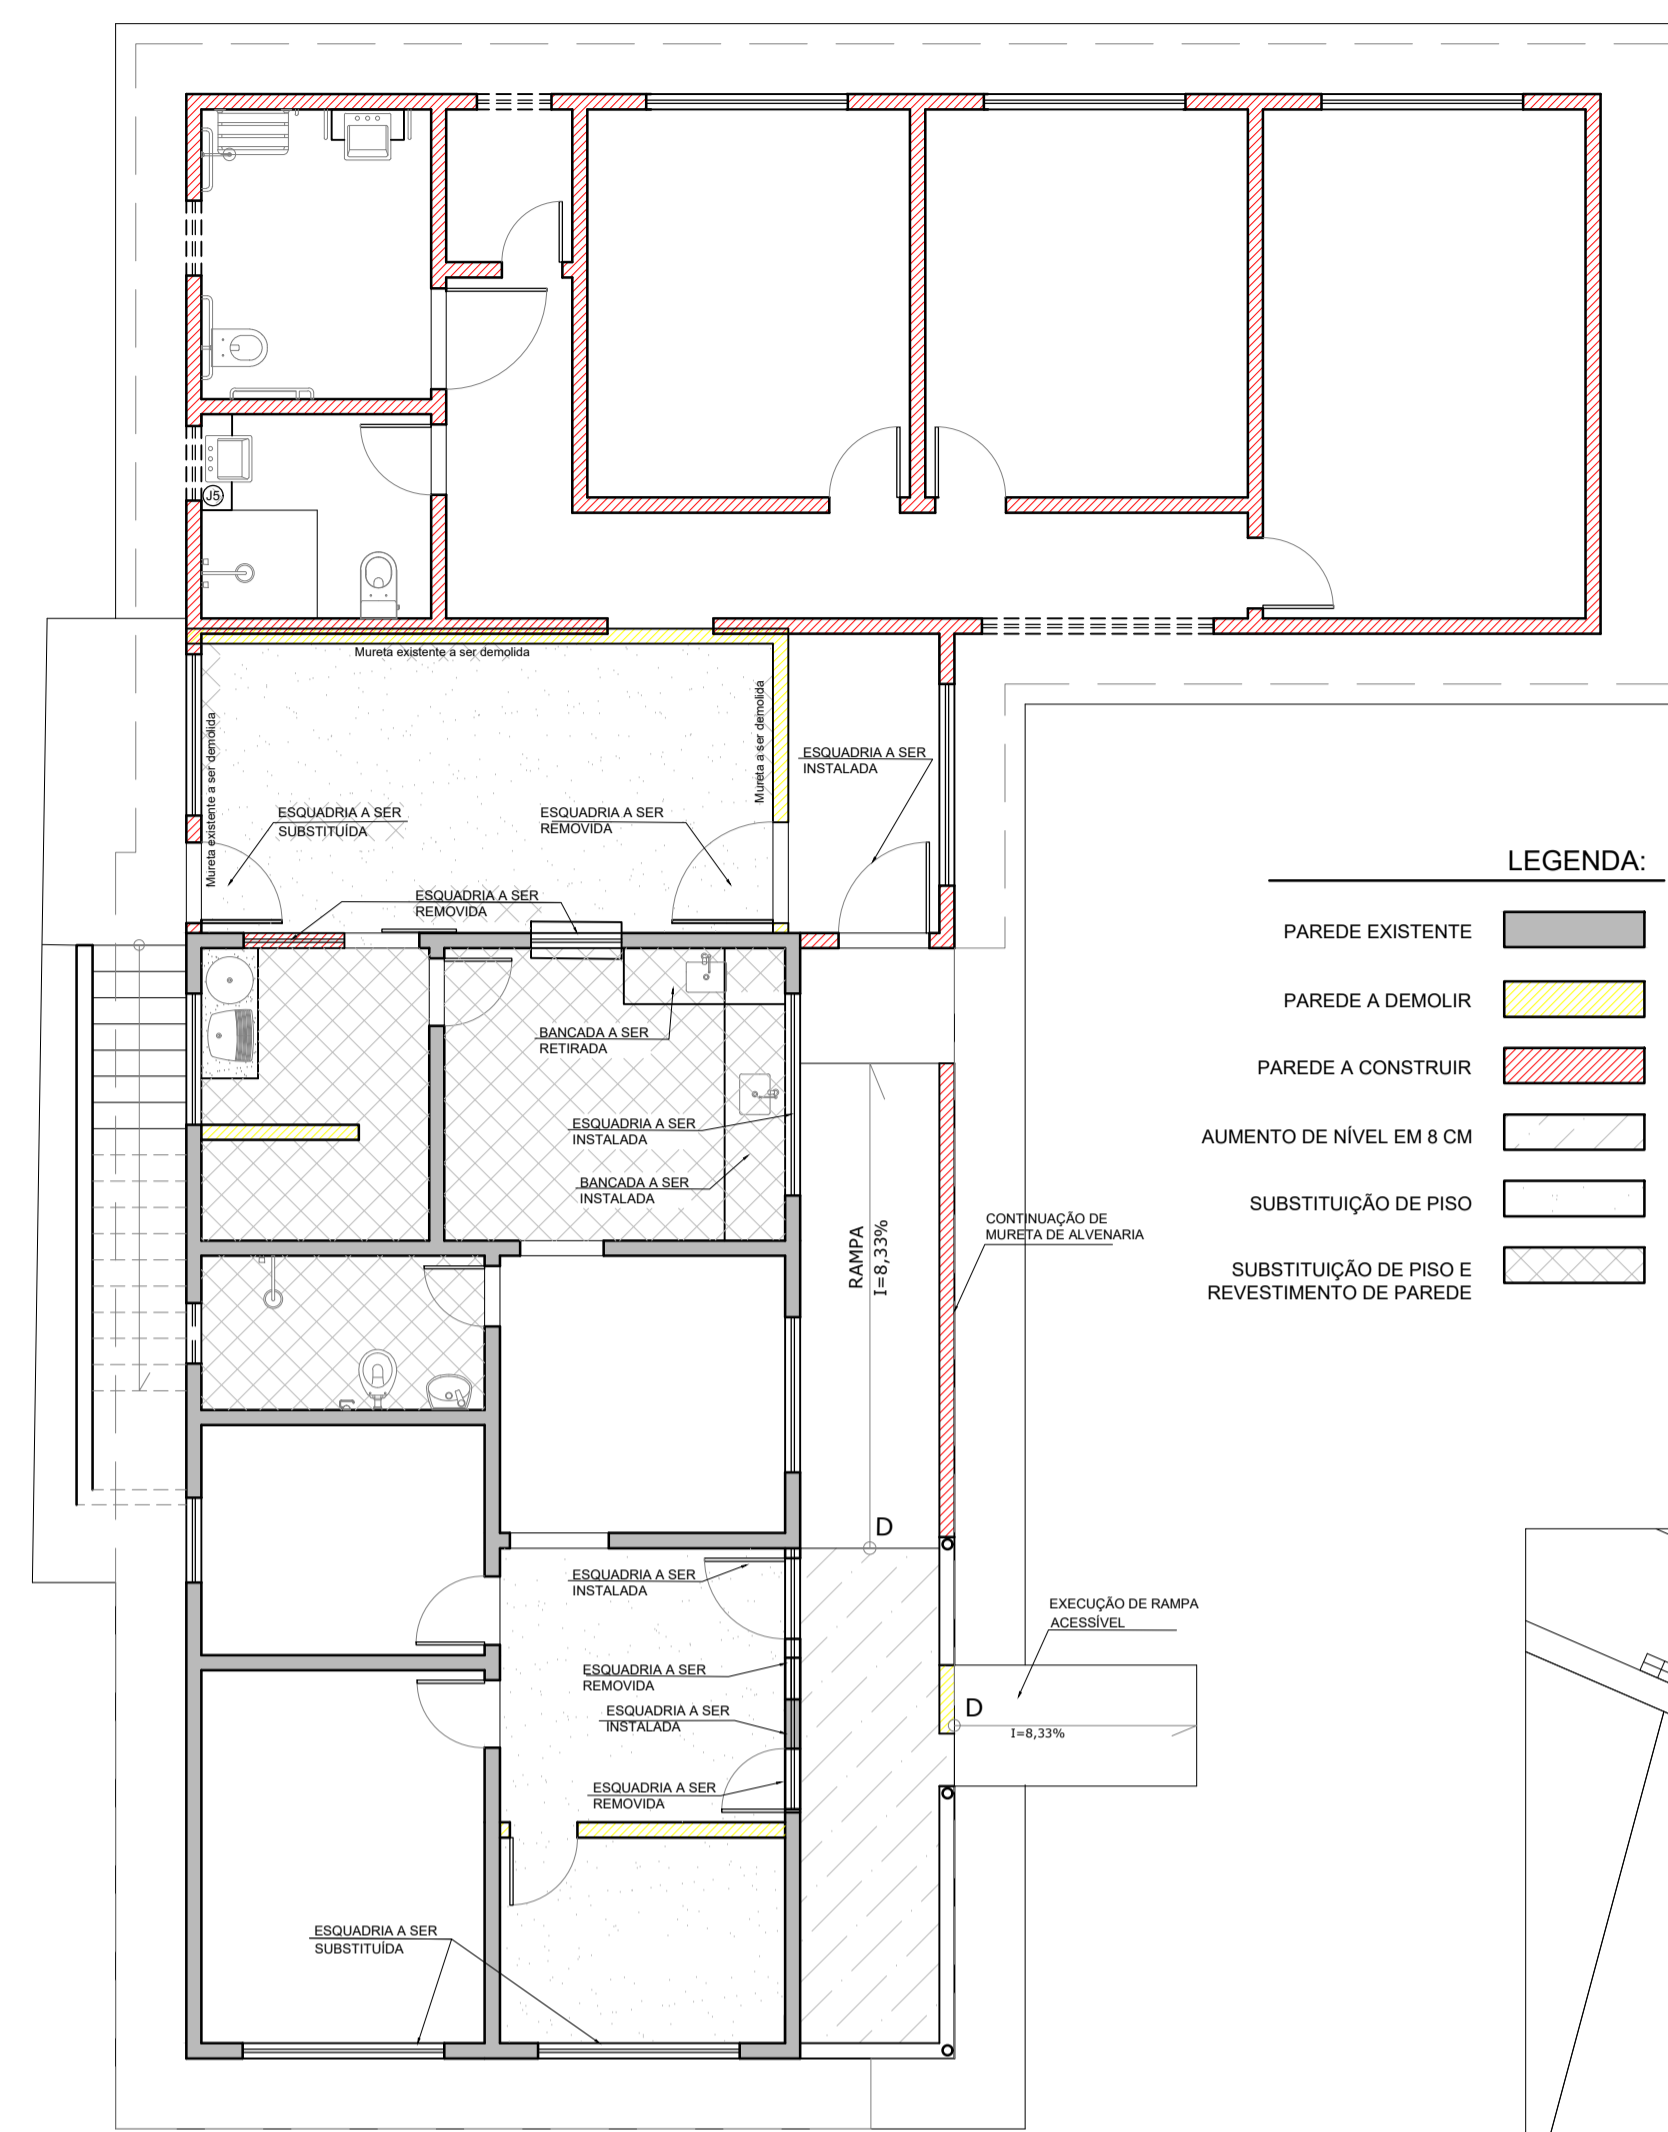 J5
Mureta existente a ser demolida
Mureta existente a ser demolida
Mureta a ser demolida
ESQUADRIA A SER
INSTALADA
ESQUADRIA A SER
SUBSTITUÍDA
ESQUADRIA A SER
REMOVIDA
ESQUADRIA A SER
REMOVIDA
BANCADA A SER
RETIRADA
ESQUADRIA A SER
INSTALADA
BANCADA A SER
INSTALADA
RAMPA
I=8,33%
CONTINUAÇÃO DE
MURETA DE ALVENARIA
D
ESQUADRIA A SER
INSTALADA
EXECUÇÃO DE RAMPA
ACESSÍVEL
ESQUADRIA A SER
REMOVIDA
ESQUADRIA A SER
INSTALADA
D
I=8,33%
ESQUADRIA A SER
REMOVIDA
ESQUADRIA A SER
SUBSTITUÍDA
LEGENDA:
PAREDE EXISTENTE
PAREDE A DEMOLIR
PAREDE A CONSTRUIR
AUMENTO DE NÍVEL EM 8 CM
SUBSTITUIÇÃO DE PISO
SUBSTITUIÇÃO DE PISO E
REVESTIMENTO DE PAREDE